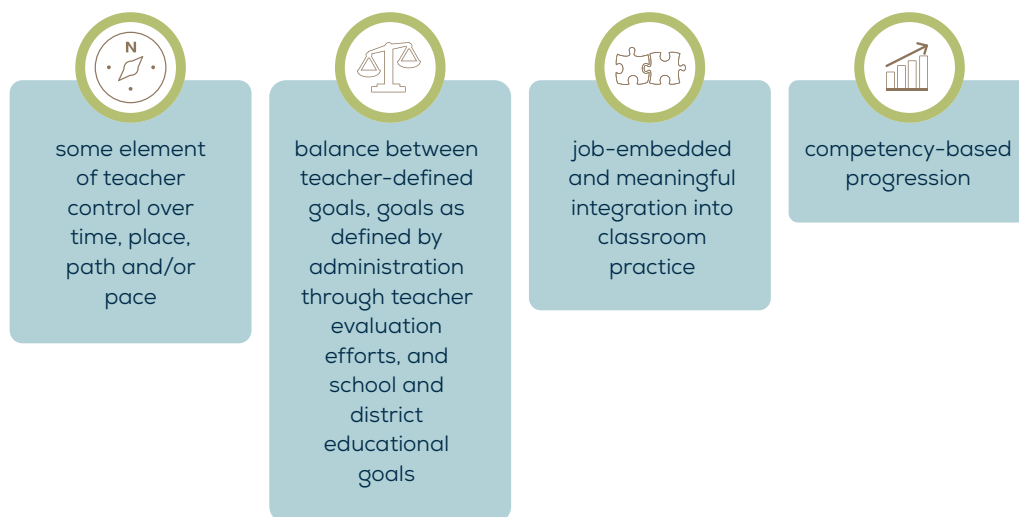 N
some element
of teacher
control over
time, place,
path and/or
pace
balance between
teacher-defined
goals, goals as
defined by
administration
through teacher
evaluation
efforts, and
school and
district
educational
goals
job-embedded
and meaningful
integration into
classroom
practice
competency-based
progression